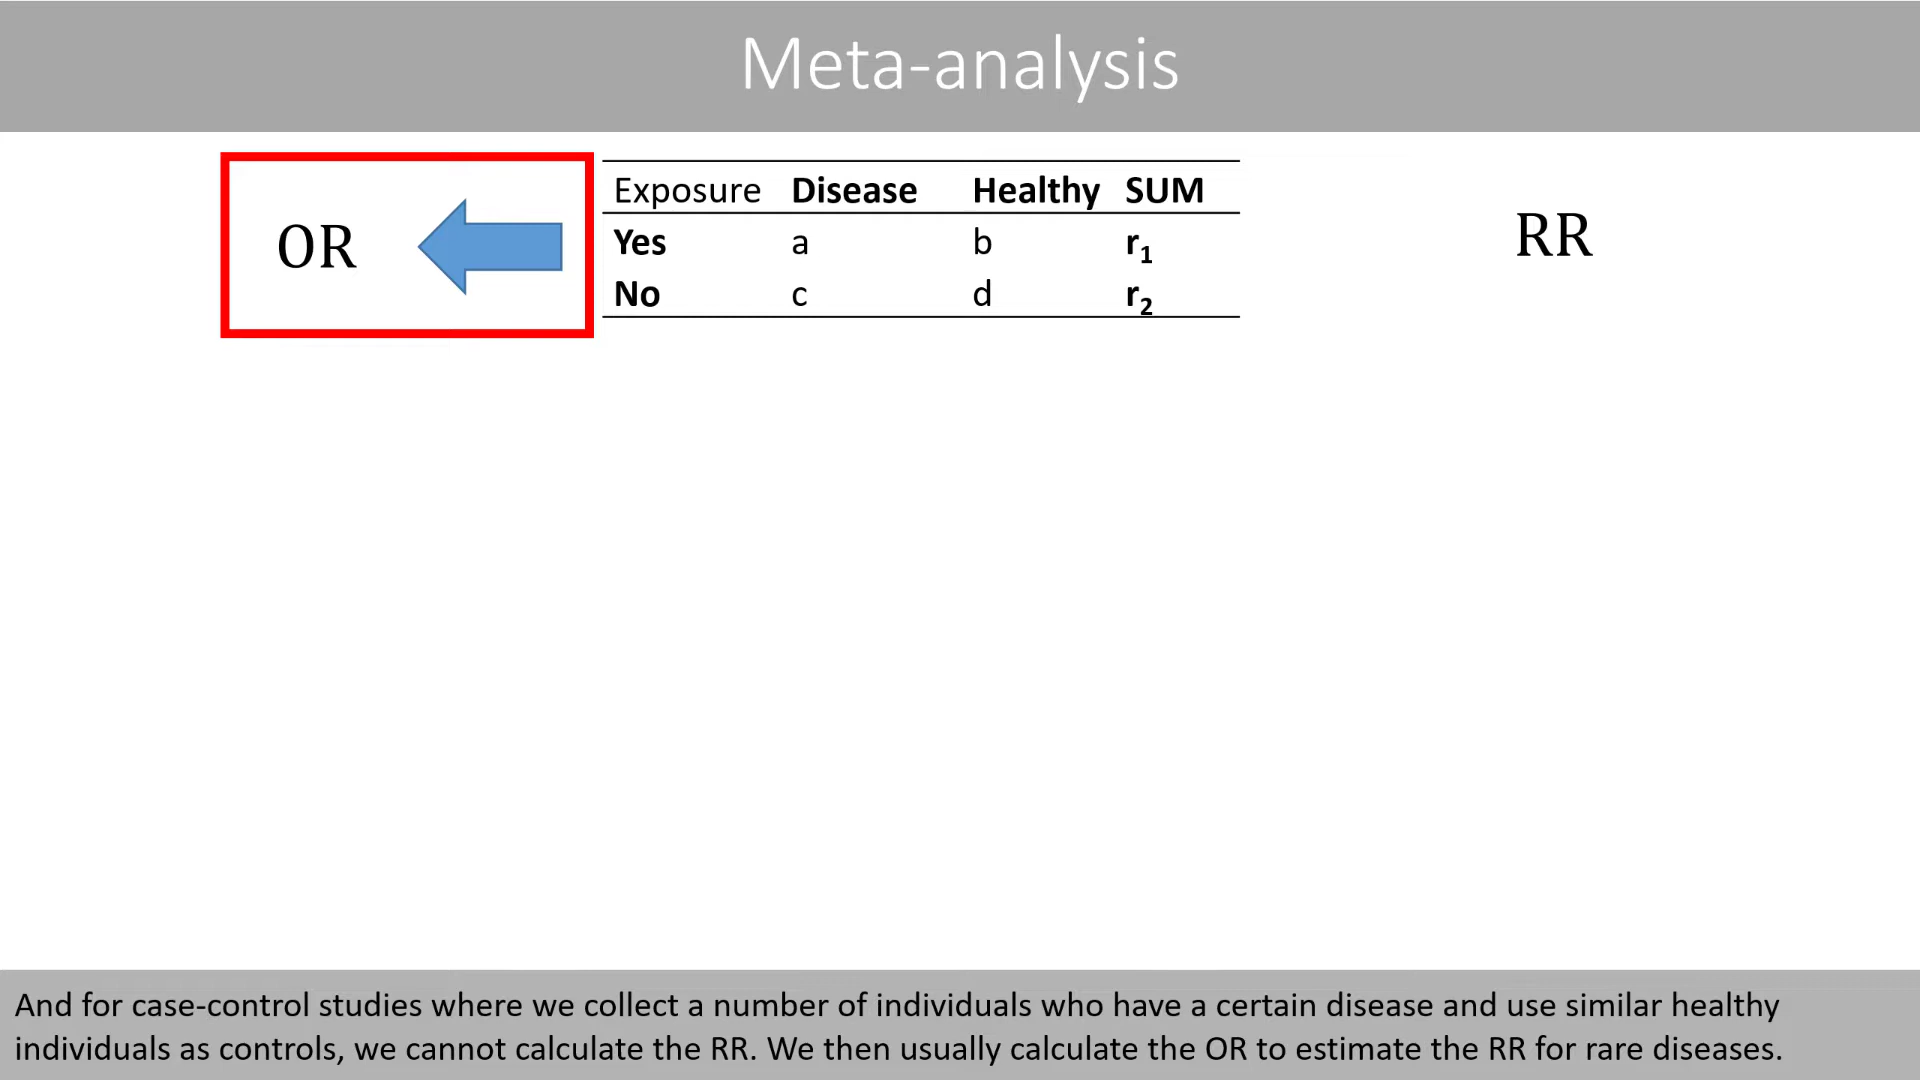 Meta-analysis
OR
Exposure Disease Healthy SUM
Yes a b r₁
No c d r₂
RR
And for case-control studies where we collect a number of individuals who have a certain disease and use similar healthy
individuals as controls, we cannot calculate the RR. We then usually calculate the OR to estimate the RR for rare diseases.